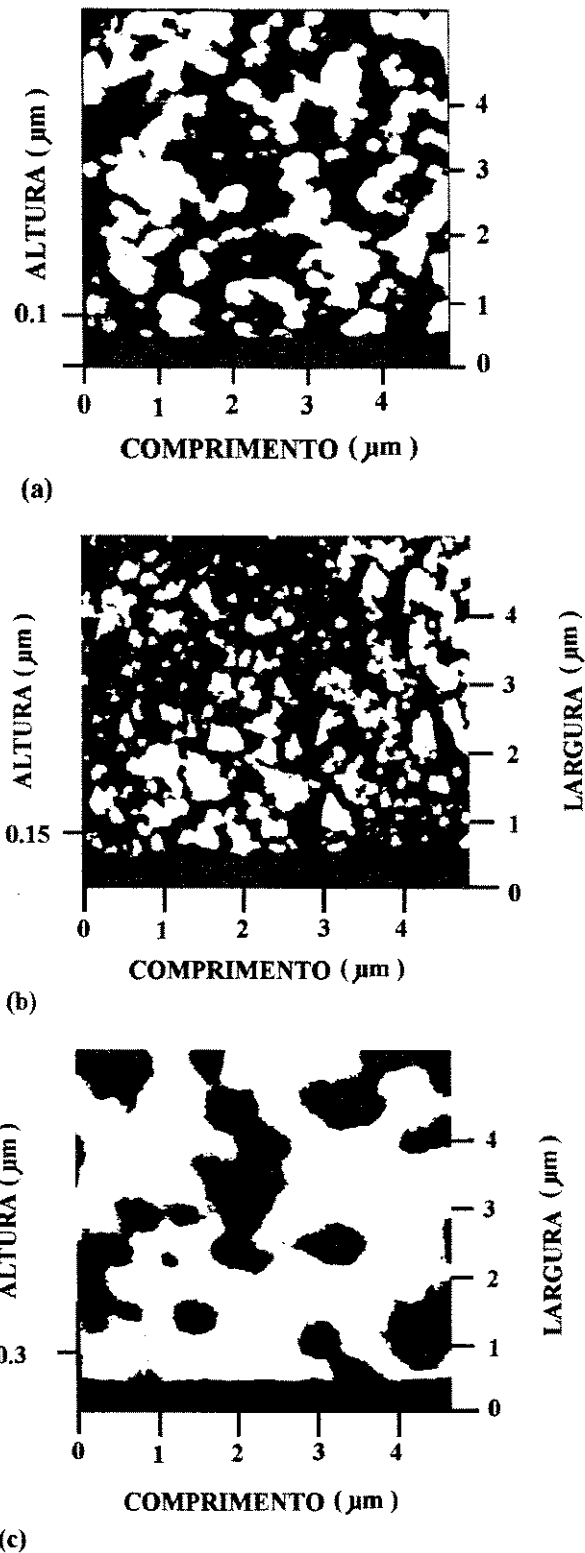 ALTURA (µm)
4
3
2
1
0
0.1
0 1 2 3 4
COMPRIMENTO (µm)
(a)
ALTURA (µm)
LARGURA (µm)
4
3
2
1
0
0.15
0 1 2 3 4
COMPRIMENTO (µm)
(b)
ALTURA (µm)
LARGURA (µm)
4
3
2
1
0
0.3
0 1 2 3 4
COMPRIMENTO (µm)
(c)